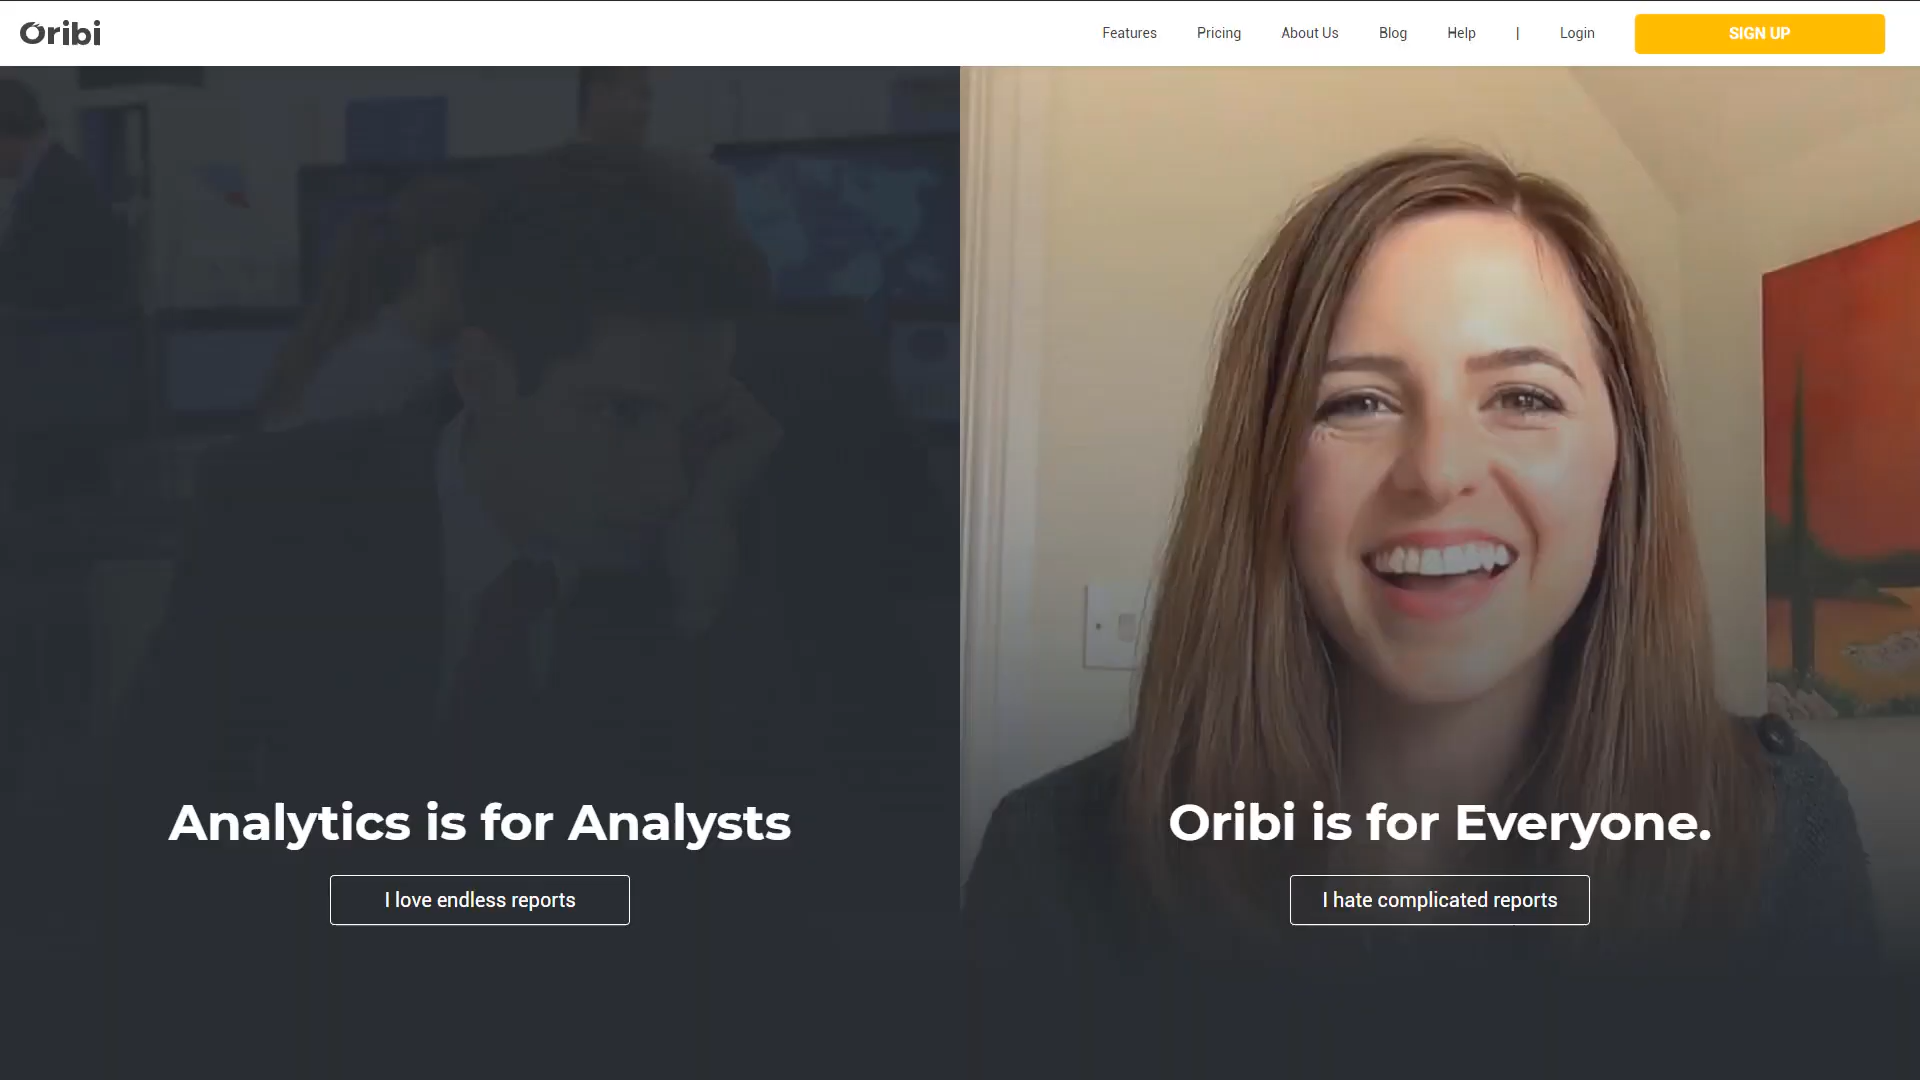 Oribi
Features Pricing About Us Blog Help | Login SIGN UP
Analytics is for Analysts
I love endless reports
Oribi is for Everyone.
I hate complicated reports